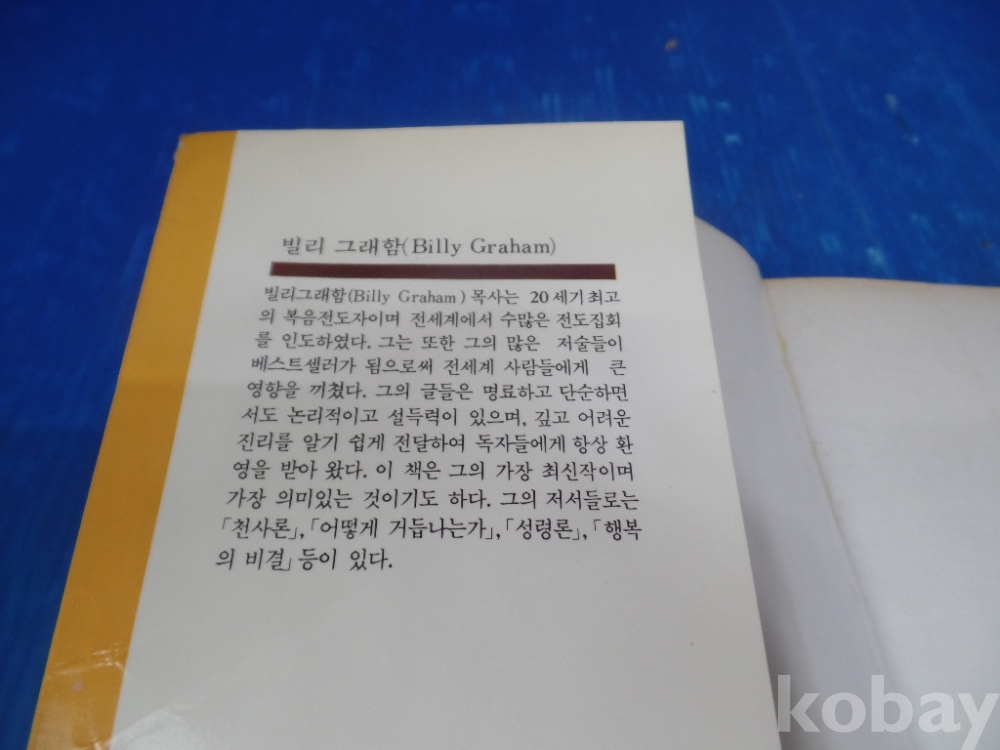 빌리 그래함(Billy Graham)
빌리그래함(Billy Graham)목사는 20세기 최고
의 복음전도자이며 전세계에서 수많은 전도집회
를 인도하였다. 그는 또한 그의 많은 저술들이
베스트셀러가 됨으로써 전세계 사람들에게 큰
영향을 끼쳤다. 그의 글들은 명료하고 단순하면
서도 논리적이고 설득력이 있으며, 깊고 어려운
진리를 알기 쉽게 전달하여 독자들에게 항상 환
영을 받아 왔다. 이 책은 그의 가장 최신작이며
가장 의미있는 것이기도 하다. 그의 저서들로는
「천사론」,「어떻게 거듭나는가」,「성령론」,「행복
의 비결」등이 있다.
kobay